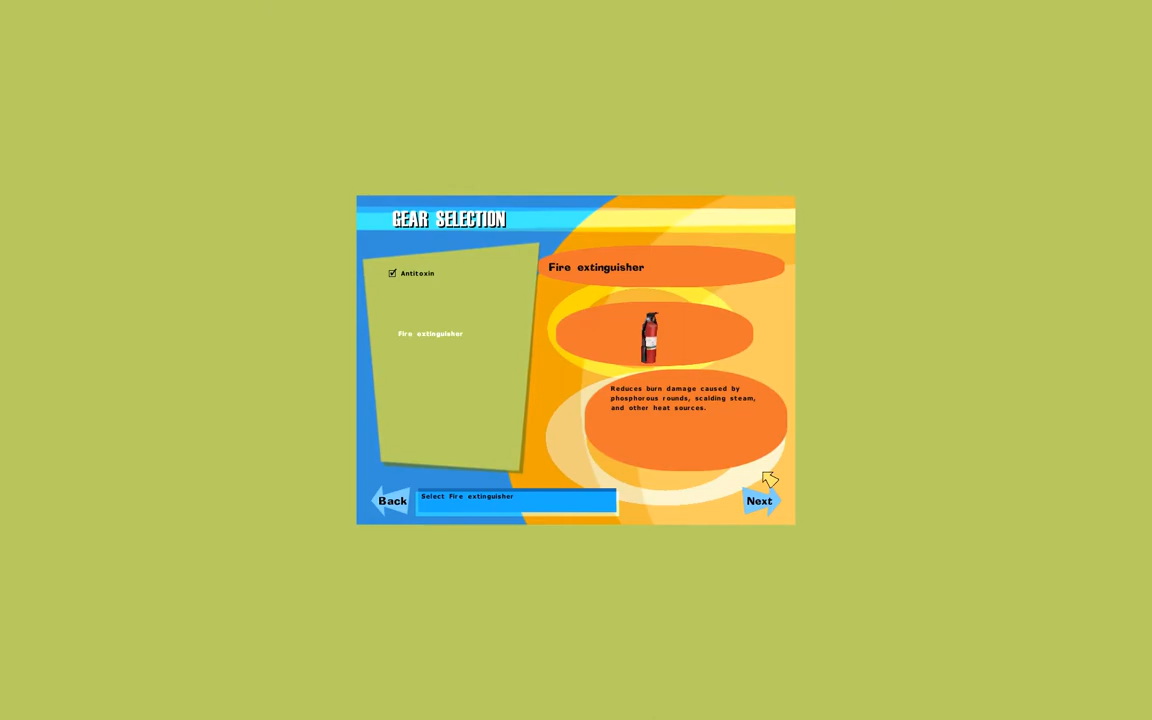 GEAR SELECTION
Antitoxin
Fire extinguisher
Fire extinguisher
Reduces burn damage caused by
phosphorous rounds, scalding steam,
and other heat sources.
Back
Select Fire extinguisher
Next